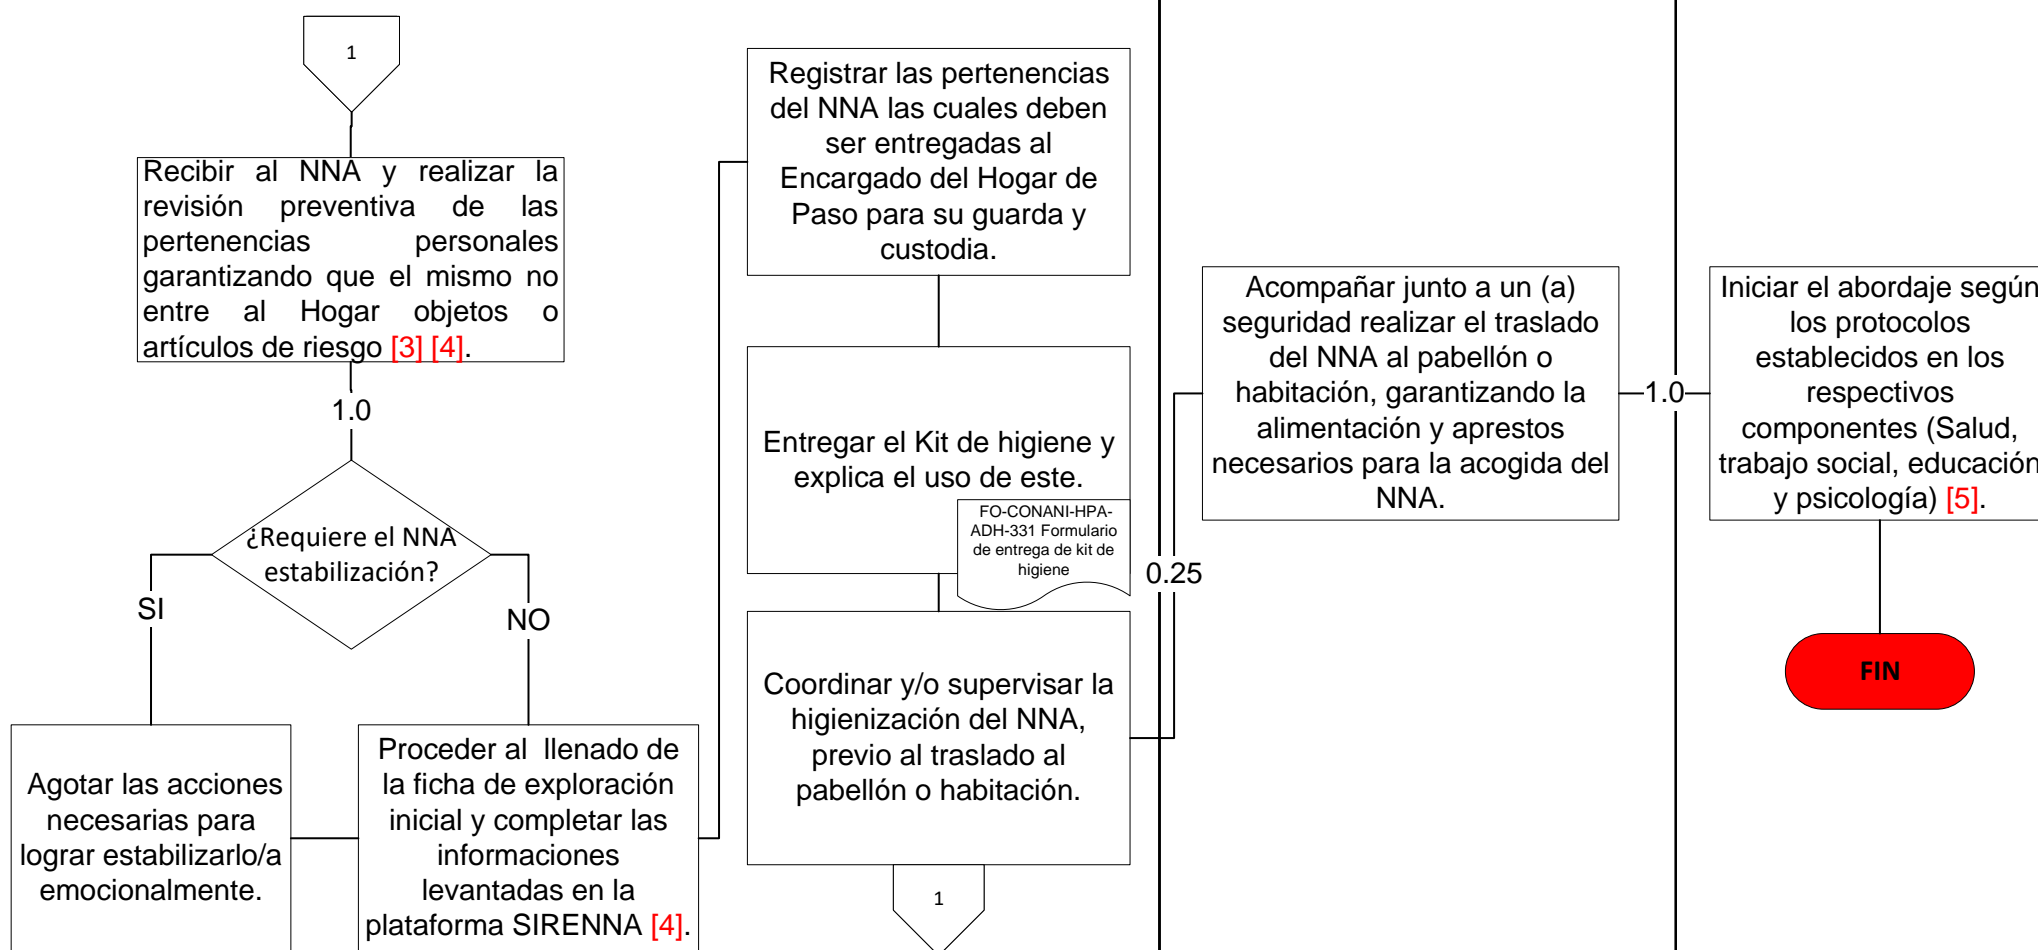 1
Recibir al NNA y realizar la
revisión preventiva de las
pertenencias personales
garantizando que el mismo no
entre al Hogar objetos o
artículos de riesgo [3] [4].
1.0
¿Requiere el NNA
estabilización?
SI
NO
Agotar las acciones
necesarias para
lograr estabilizarlo/a
emocionalmente.
Proceder al llenado de
la ficha de exploración
inicial y completar las
informaciones
levantadas en la
plataforma SIRENNA [4].
Registrar las pertenencias
del NNA las cuales deben
ser entregadas al
Encargado del Hogar de
Paso para su guarda y
custodia.
Entregar el Kit de higiene y
explica el uso de este.
FO-CONANI-HPA-
ADH-331 Formulario
de entrega de kit de
higiene
Coordinar y/o supervisar la
higienización del NNA,
previo al traslado al
pabellón o habitación.
1
0.25
Acompañar junto a un (a)
seguridad realizar el traslado
del NNA al pabellón o
habitación, garantizando la
alimentación y aprestos
necesarios para la acogida del
NNA.
1.0
Iniciar el abordaje según
los protocolos
establecidos en los
respectivos
componentes (Salud,
trabajo social, educación
y psicología) [5].
FIN